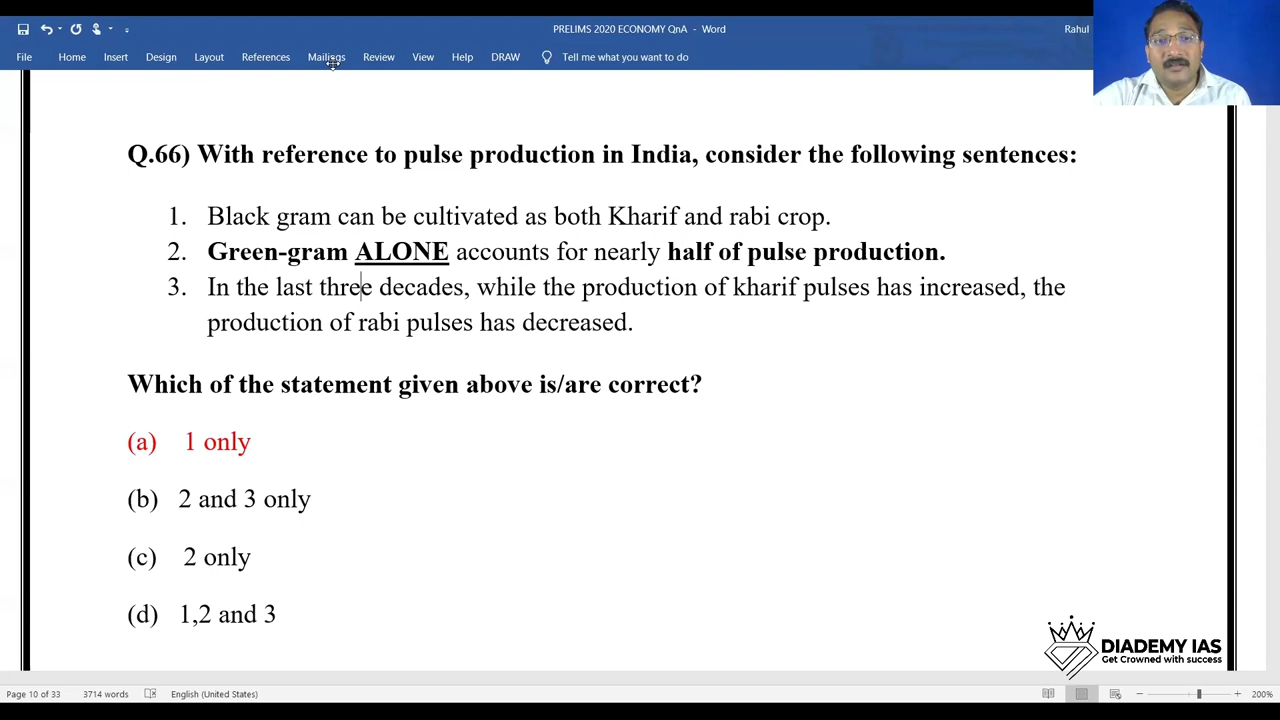 PRELIMS 2020 ECONOMY QnA - Word
Rahul
File Home Insert Design Layout References Mailings Review View Help DRAW Tell me what you want to do
Q.66) With reference to pulse production in India, consider the following sentences:
1. Black gram can be cultivated as both Kharif and rabi crop.
2. Green-gram ALONE accounts for nearly half of pulse production.
3. In the last three decades, while the production of kharif pulses has increased, the
production of rabi pulses has decreased.
Which of the statement given above is/are correct?
(a) 1 only
(b) 2 and 3 only
(c) 2 only
(d) 1,2 and 3
DIADEMY IAS
Get Crowned with success
Page 10 of 33 3714 words English (United States) 200%